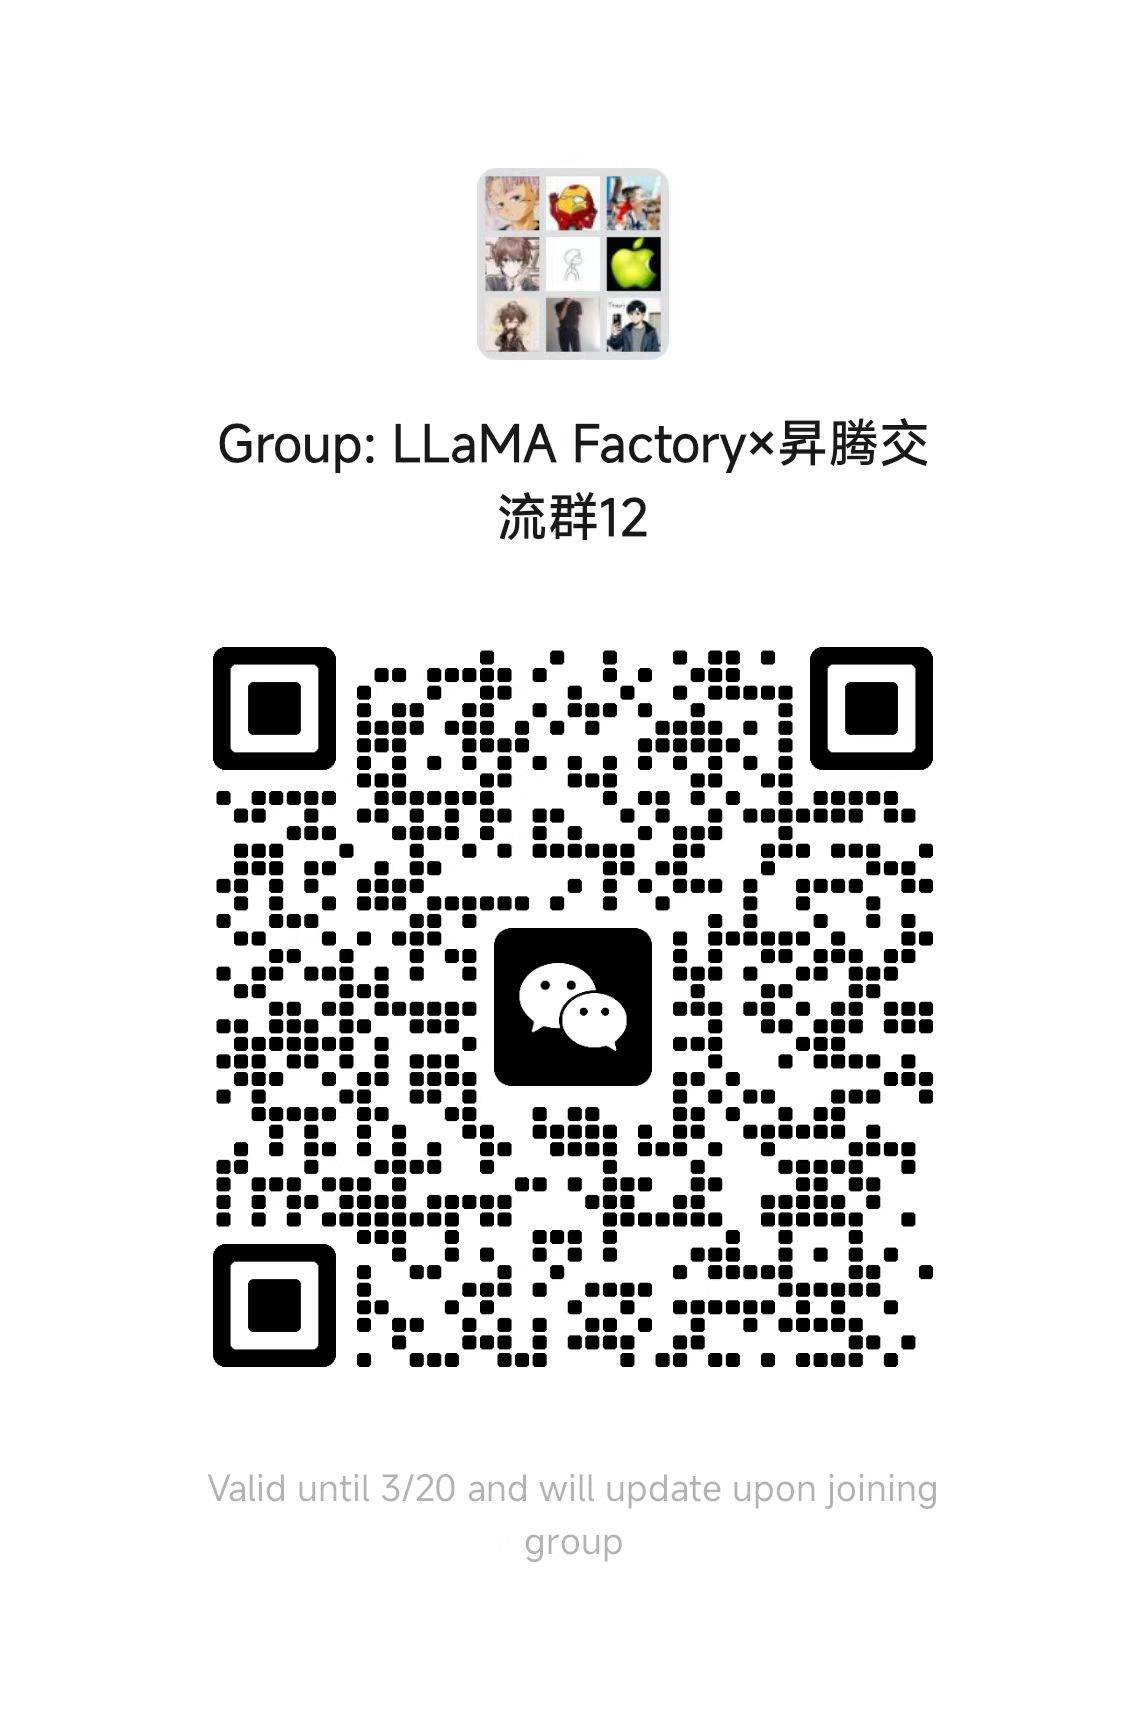 Group: LLaMA Factory×昇腾交
流群12
Valid until 3/20 and will update upon joining
group